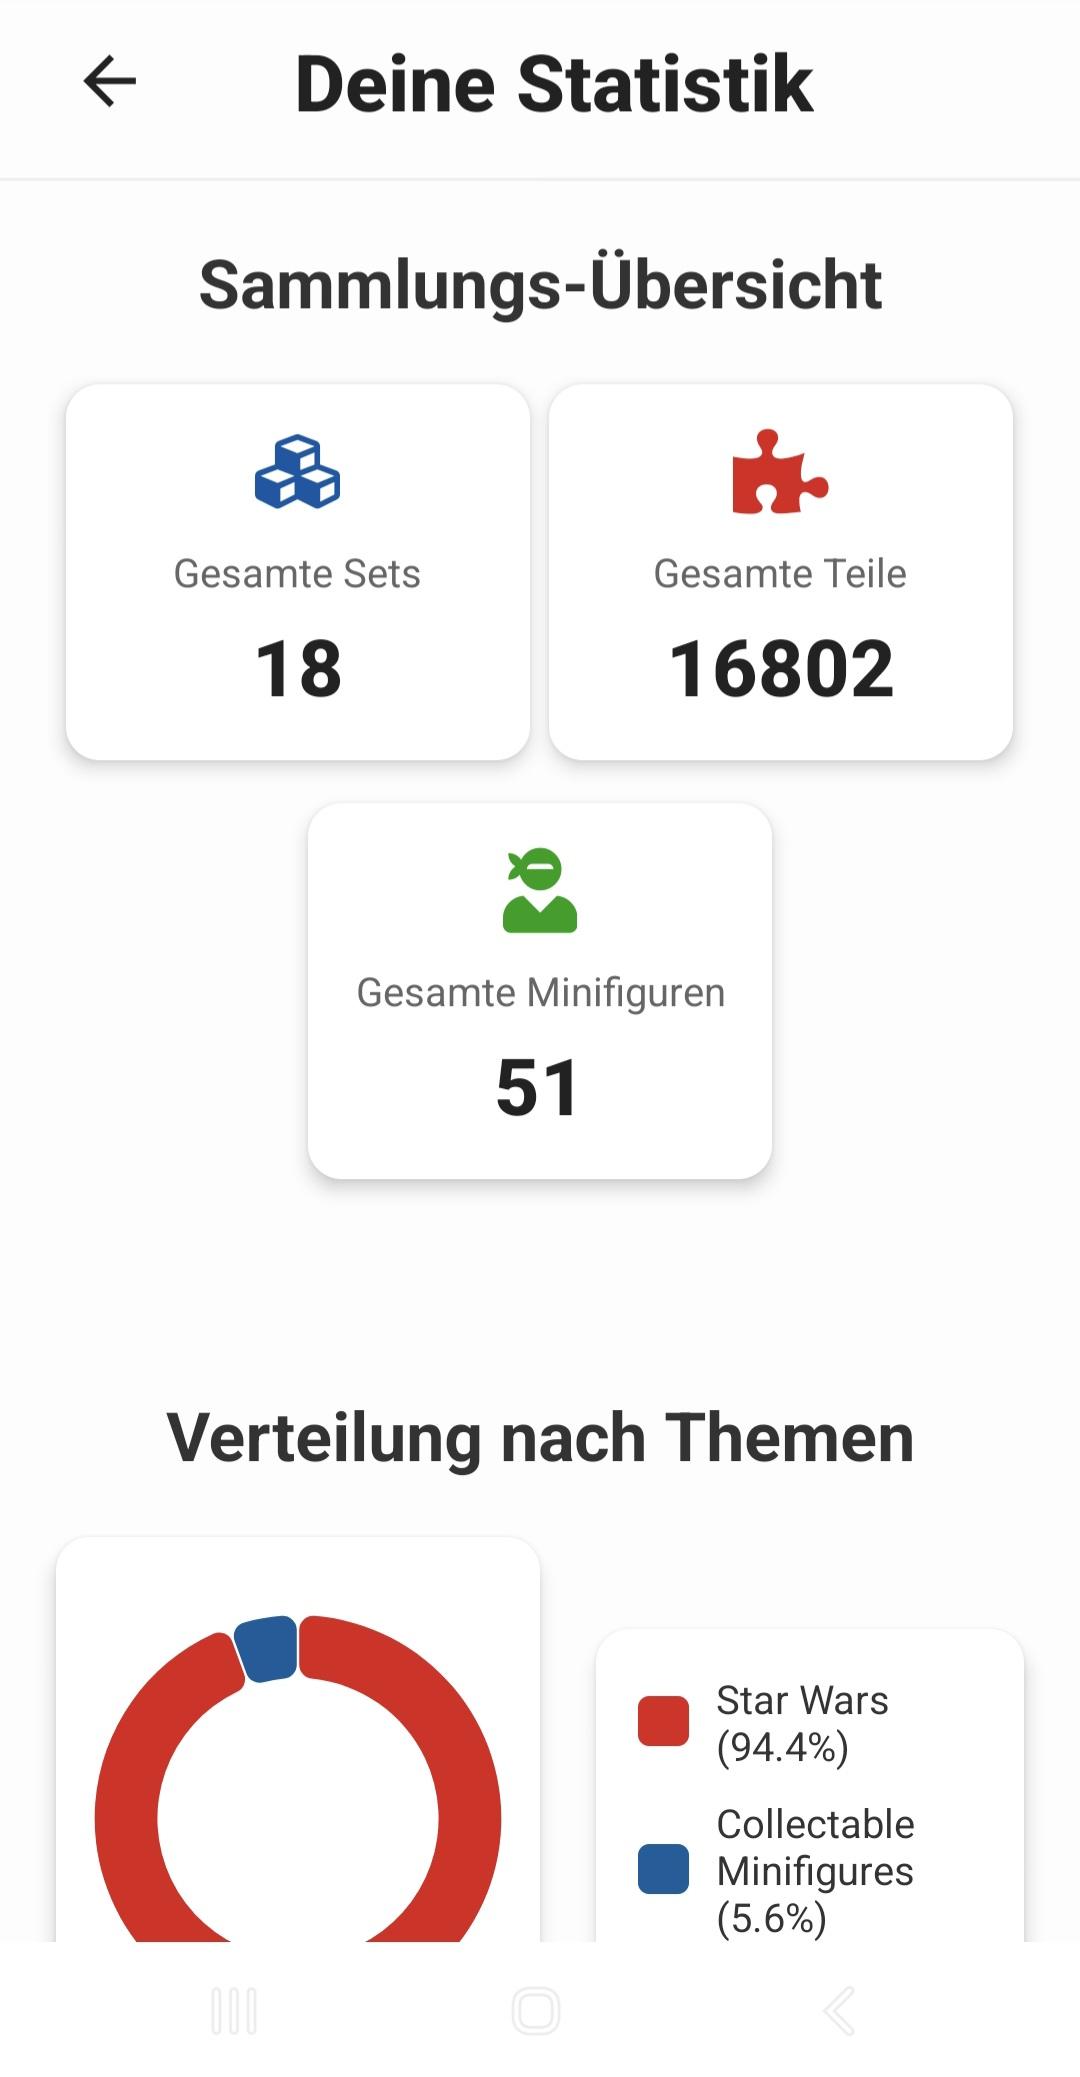 Deine Statistik
Sammlungs-Übersicht
Gesamte Sets
18
Gesamte Teile
16802
Gesamte Minifiguren
51
Verteilung nach Themen
Star Wars
(94.4%)
Collectable
Minifigures
(5.6%)